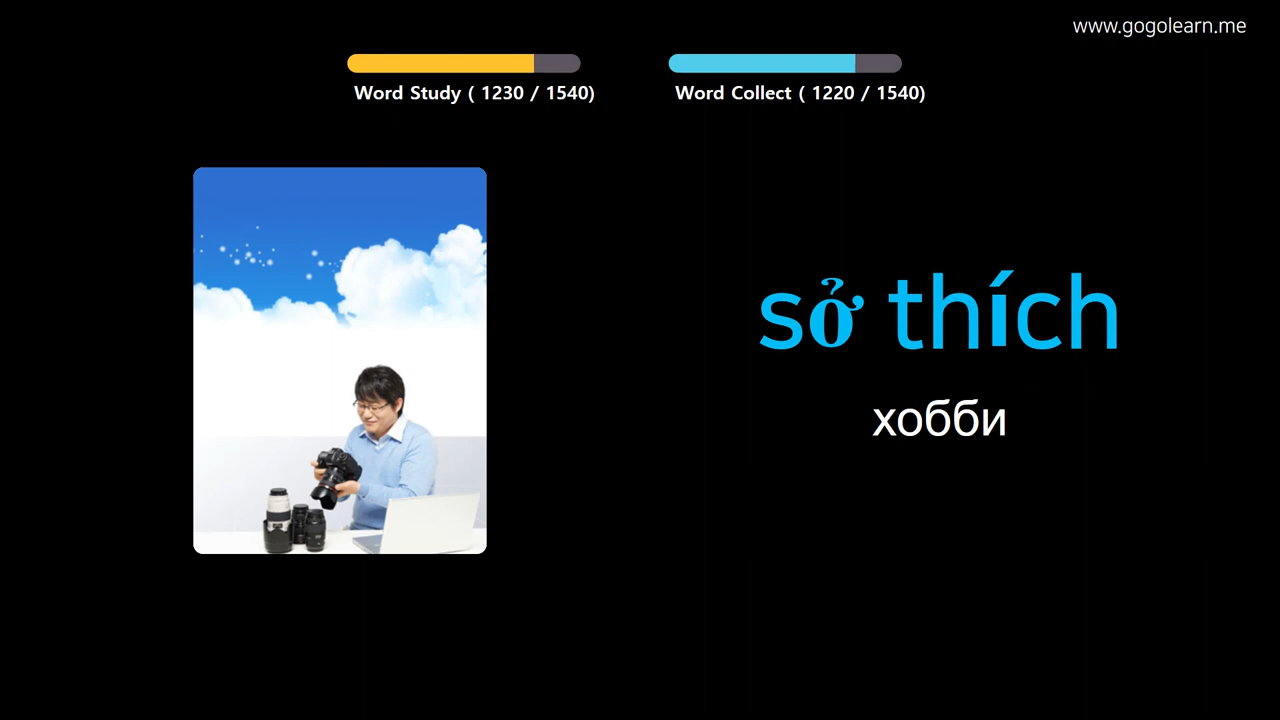 www.gogolearn.me
Word Study ( 1230 / 1540)
Word Collect ( 1220 / 1540)
sở thích
хобби